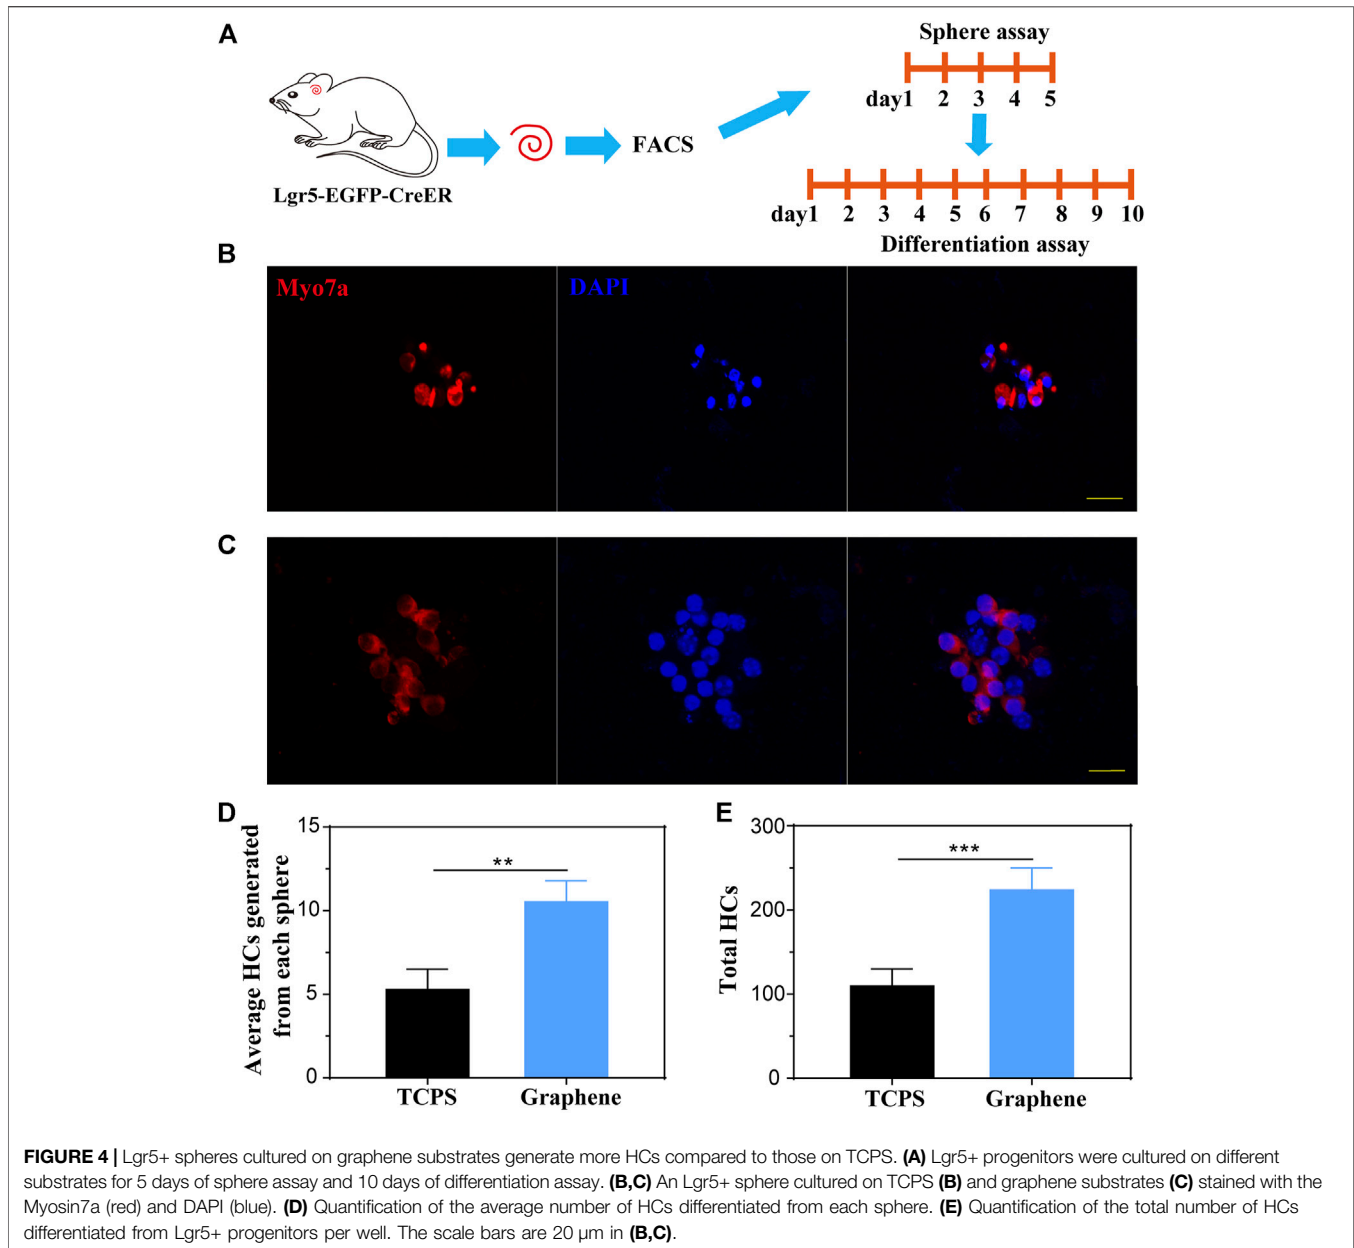 A
Sphere assay
day1 2 3 4 5
FACS
Lgr5-EGFP-CreER
day1 2 3 4 5 6 7 8 9 10
Differentiation assay
B
Myo7a
DAPI
C
D
Average HCs generated
from each sphere
15
10
5
0
**
TCPS
Graphene
E
Total HCs
300
200
100
0
***
TCPS
Graphene
FIGURE 4 | Lgr5+ spheres cultured on graphene substrates generate more HCs compared to those on TCPS. (A) Lgr5+ progenitors were cultured on different
substrates for 5 days of sphere assay and 10 days of differentiation assay. (B,C) An Lgr5+ sphere cultured on TCPS (B) and graphene substrates (C) stained with the
Myosin7a (red) and DAPI (blue). (D) Quantification of the average number of HCs differentiated from each sphere. (E) Quantification of the total number of HCs
differentiated from Lgr5+ progenitors per well. The scale bars are 20 μm in (B,C).